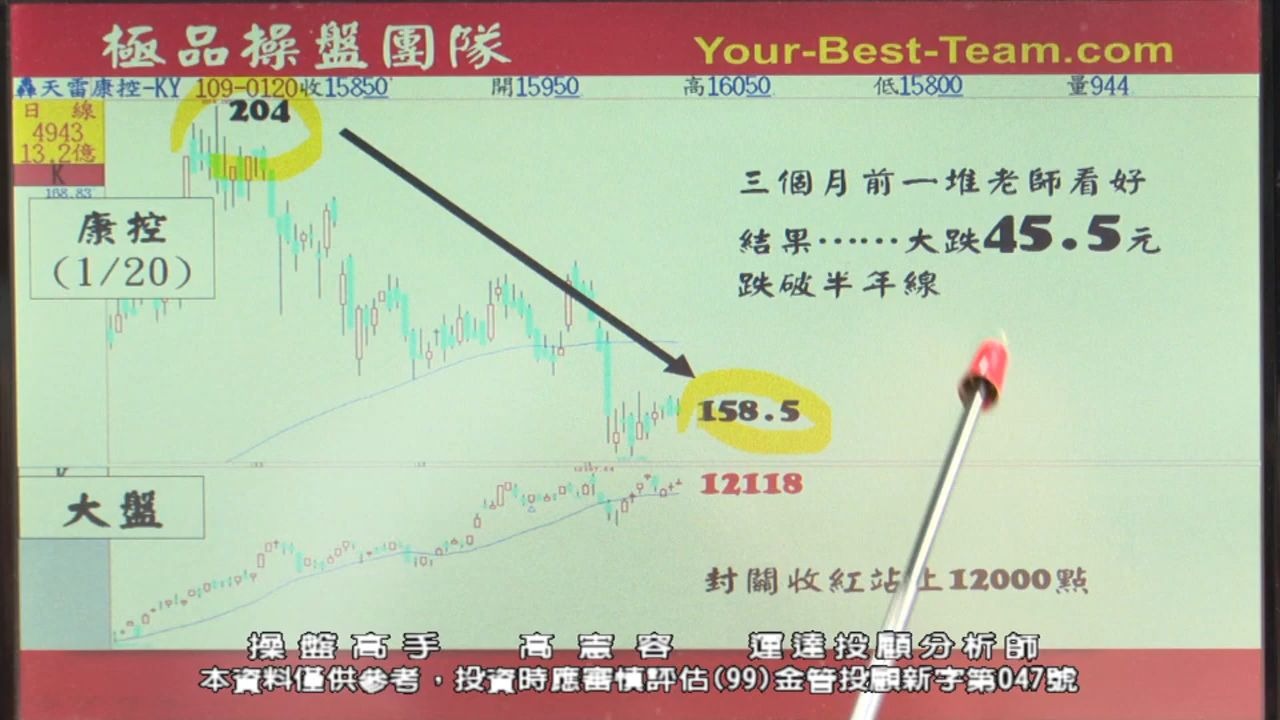 極品操盤團隊 Your-Best-Team.com
轟天雷康控-KY 109-0120收15850 開15950 高16050 低15800 量944
日 線
4943
13.2億
K
168.83
204
康控
(1/20)
三個月前一堆老師看好
結果……大跌45.5元
跌破半年線
158.5
大盤
12118
封關收紅站上12000點
操盤高手 高憲容 運達投顧分析師
本資料僅供參考，投資時應審慎評估(99)金管投顧新字第047號